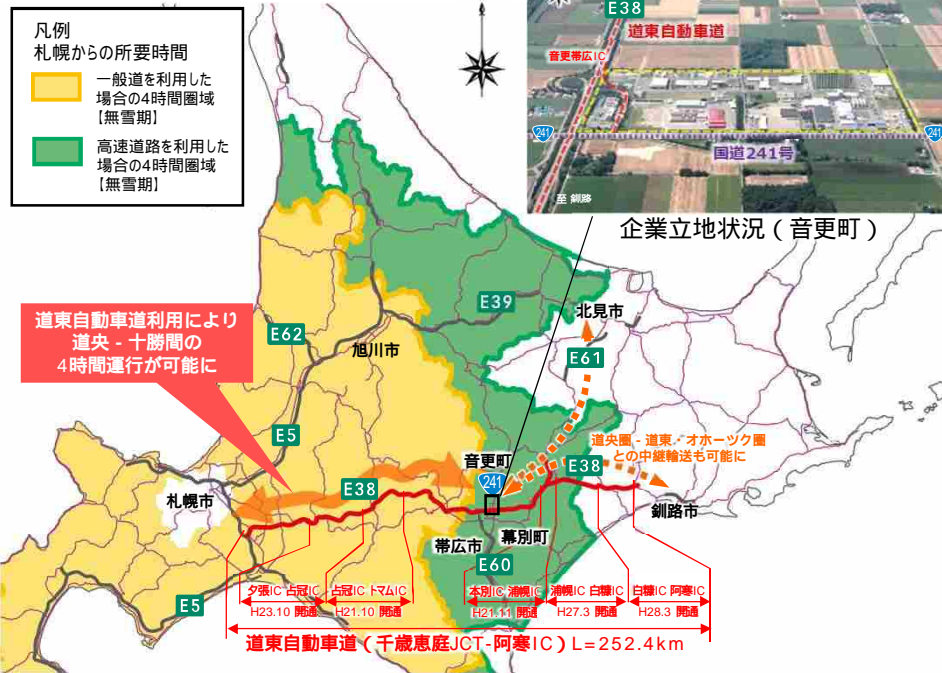 凡例
札幌からの所要時間
一般道を利用した
場合の4時間圏域
【無雪期】
高速道路を利用した
場合の4時間圏域
【無雪期】
E38
道東自動車道
音更帯広IC
241
241
国道241号
至 釧路
企業立地状況（音更町）
道東自動車道利用により
道央‐十勝間の
4時間運行が可能に
E62
旭川市
E39
北見市
E61
E5
道央圏‐道東・オホーツク圏
との中継輸送も可能に
音更町
241
E38
E38
札幌市
釧路市
帯広市
幕別町
E60
E5
夕張IC 占冠IC
占冠IC トマムIC
本別IC 浦幌IC
浦幌IC 白糠IC
白糠IC 阿寒IC
H23.10 開通
H21.10 開通
H21.11 開通
H27.3 開通
H28.3 開通
道東自動車道（千歳恵庭JCT-阿寒IC）L=252.4km